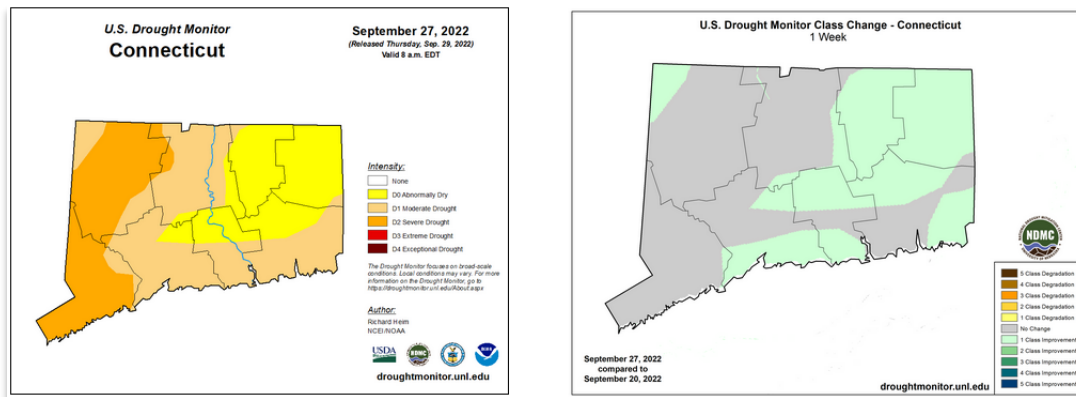 U.S. Drought Monitor
Connecticut
September 27, 2022
(Released Thursday, Sep. 29, 2022)
Valid 8 a.m. EDT
Intensity:
None
D0 Abnormally Dry
D1 Moderate Drought
D2 Severe Drought
D3 Extreme Drought
D4 Exceptional Drought
The Drought Monitor focuses on broad-scale
conditions. Local conditions may vary. For more
information on the Drought Monitor, go to
https://droughtmonitor.unl.edu/About.aspx
Author:
Richard Heim
NCEI/NOAA
USDA
NDMC
droughtmonitor.unl.edu
U.S. Drought Monitor Class Change - Connecticut
1 Week
NDMC
5 Class Degradation
4 Class Degradation
3 Class Degradation
2 Class Degradation
1 Class Degradation
No Change
1 Class Improvement
2 Class Improvement
3 Class Improvement
4 Class Improvement
5 Class Improvement
September 27, 2022
compared to
September 20, 2022
droughtmonitor.unl.edu